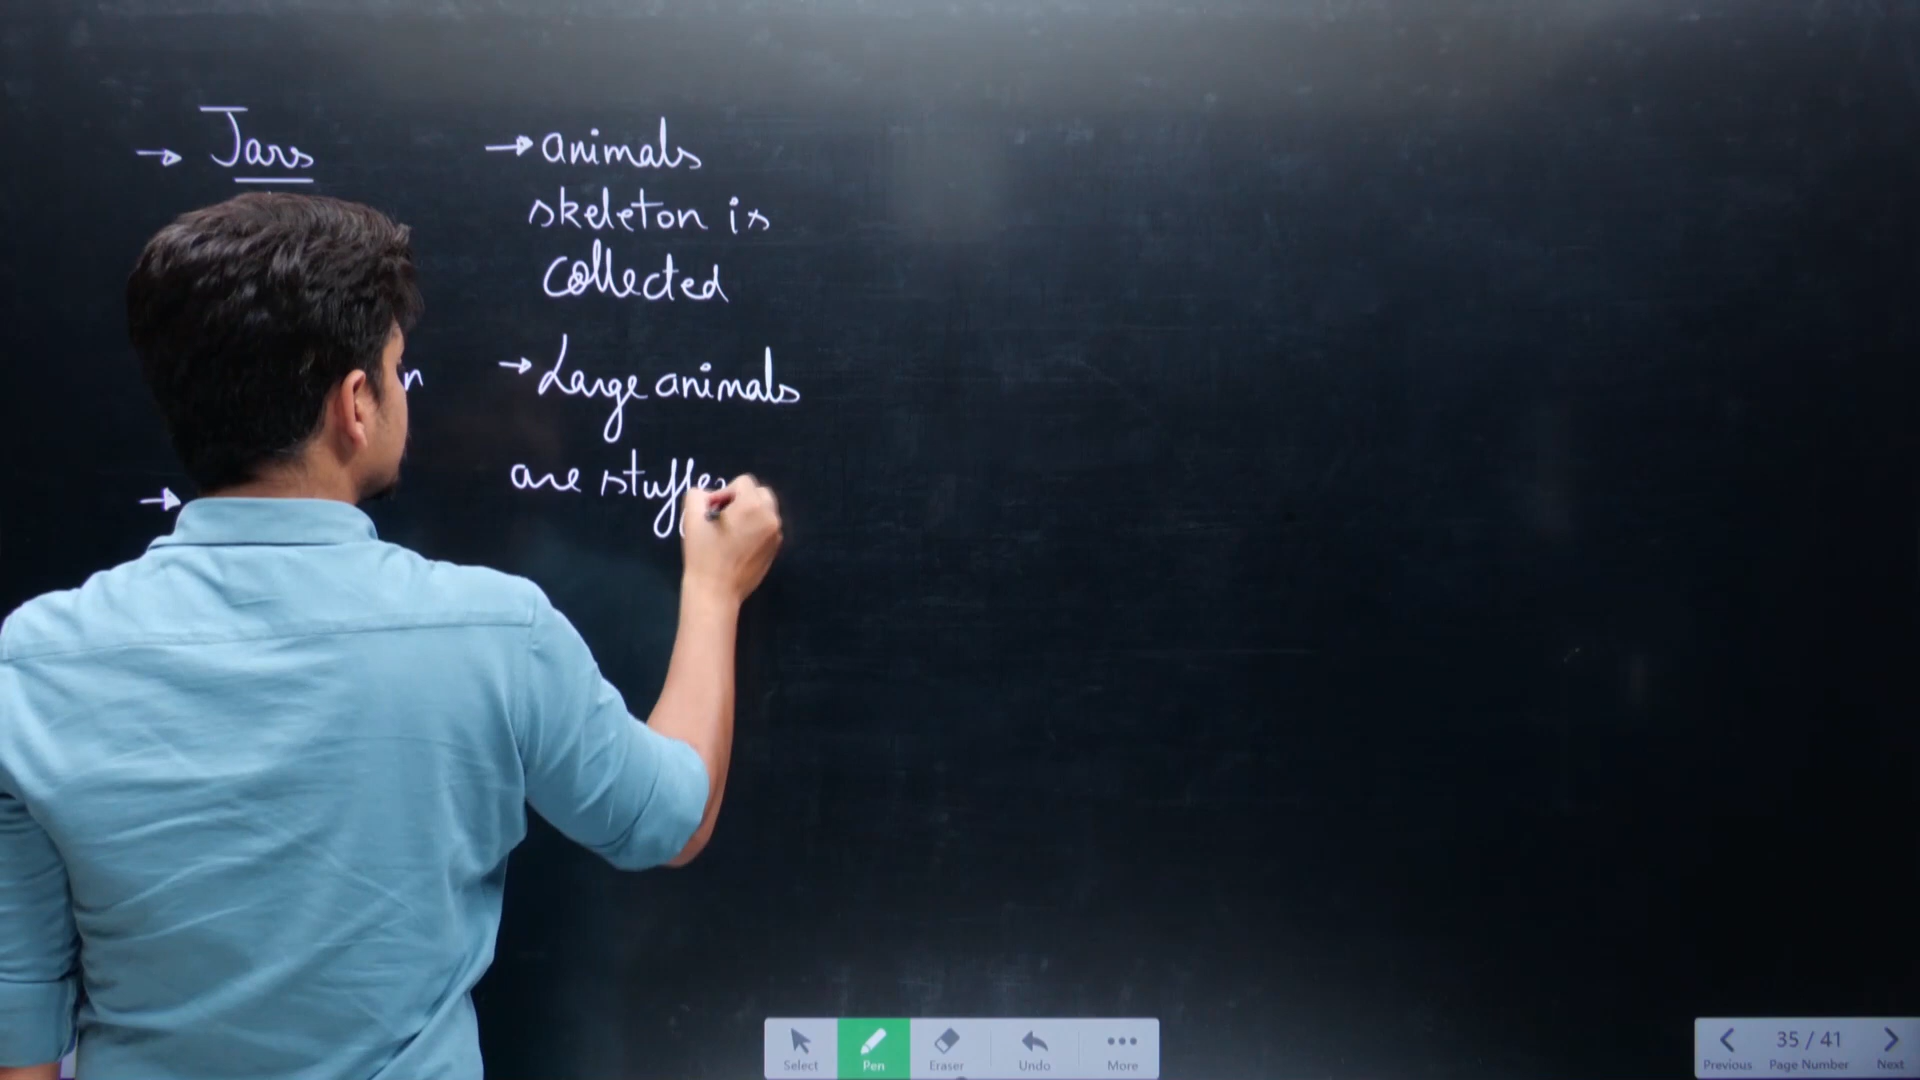 → Jars
→ animals
skeleton is
collected
→ Large animals
are stuffe
→
Select Pen Eraser Undo More
35 / 41
Previous Page Number Next